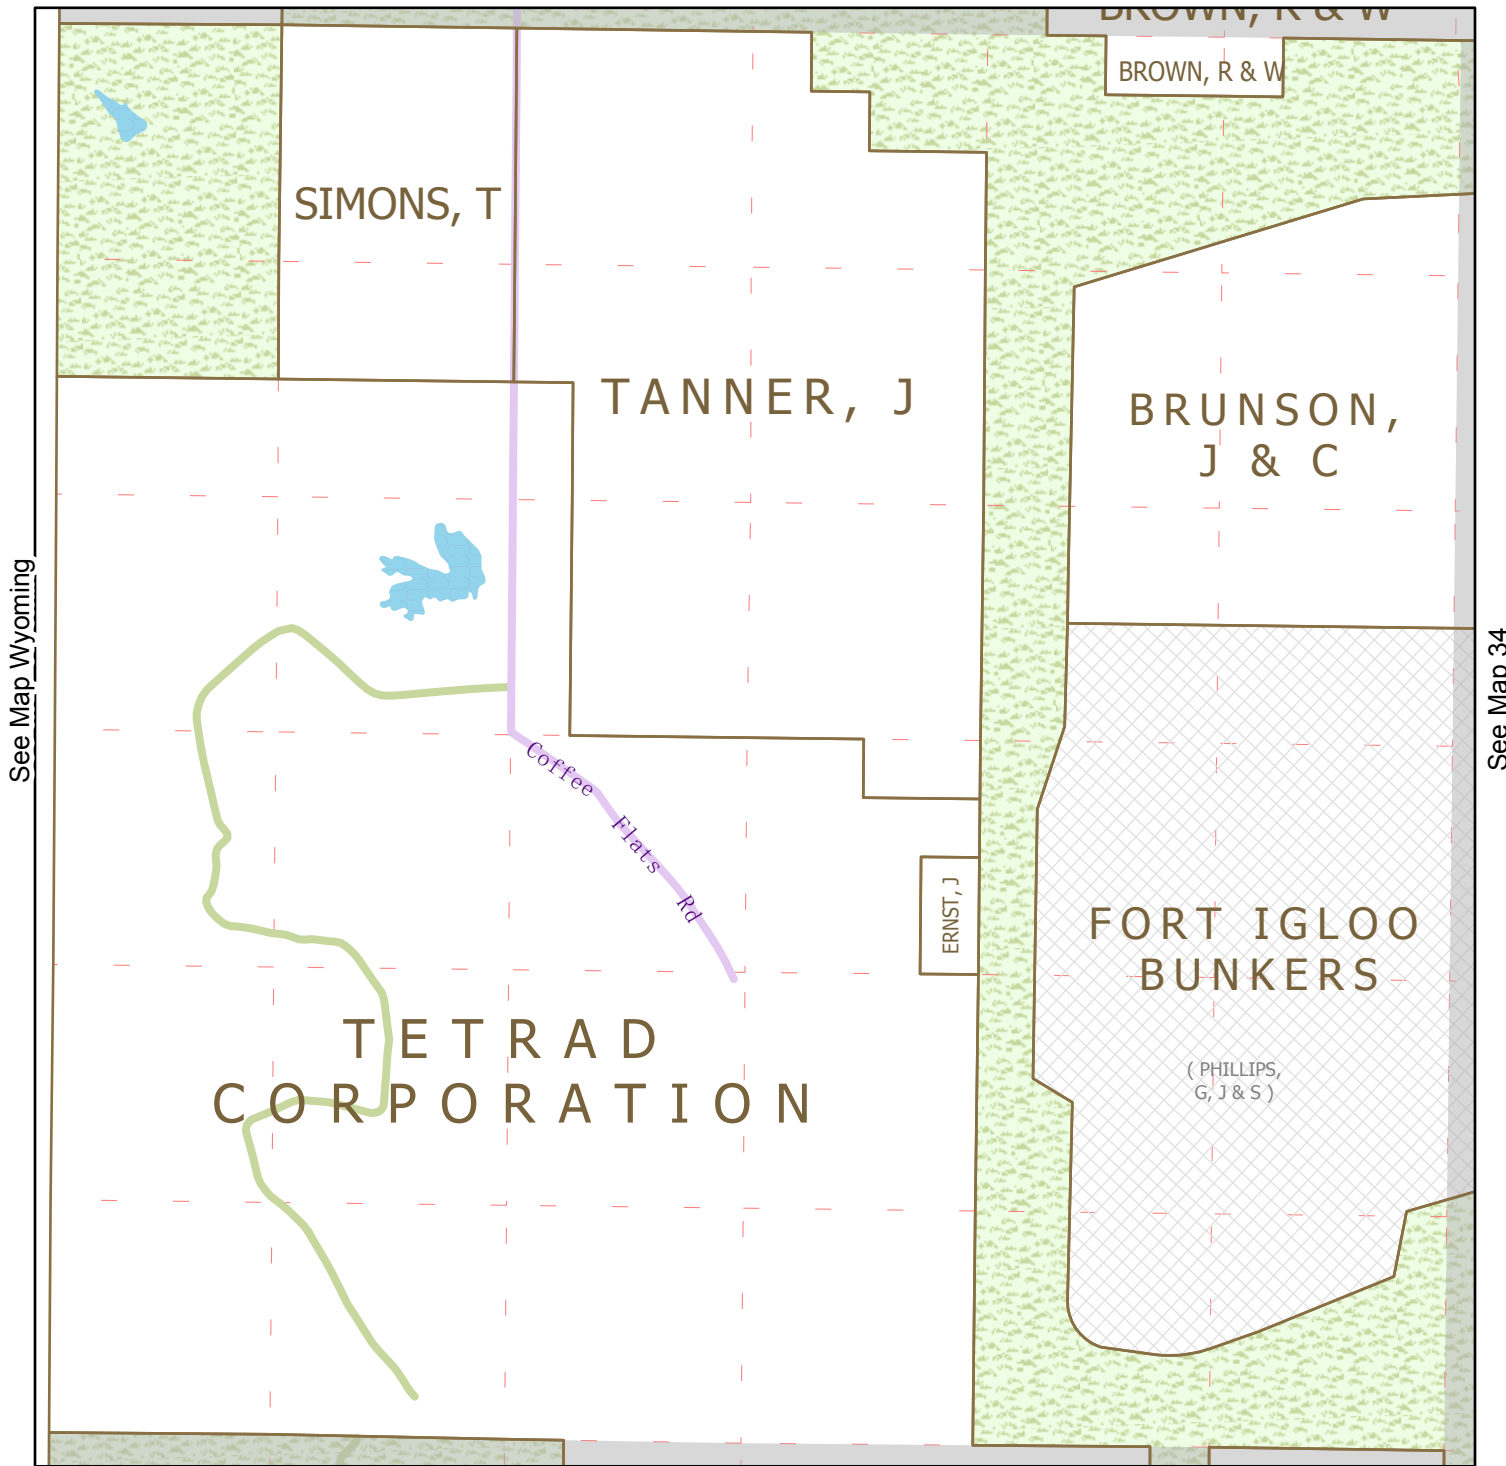 BROWN, R & W
BROWN, R & W
SIMONS, T
TANNER, J
BRUNSON,
J & C
See Map Wyoming
See Map 34
Coffee Flats Rd
ERNST, J
FORT IGLOO
BUNKERS
( PHILLIPS,
G, J & S )
TETRAD
CORPORATION